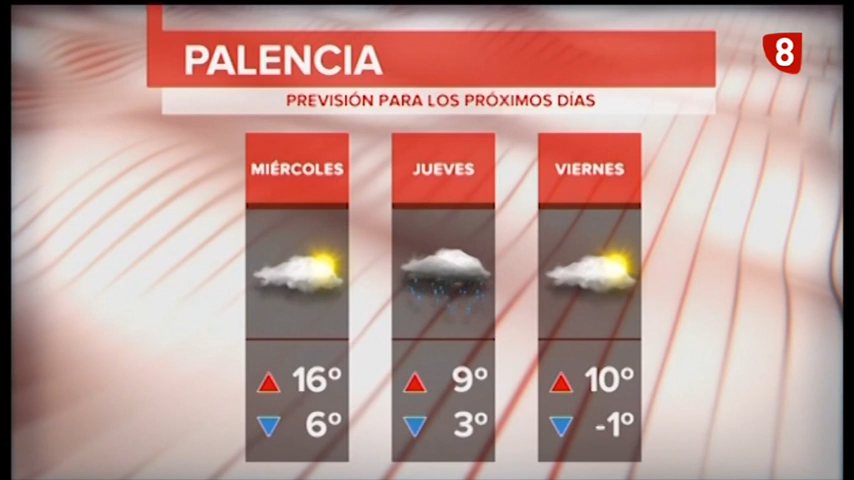 PALENCIA
8
PREVISIÓN PARA LOS PRÓXIMOS DÍAS
MIÉRCOLES
16º
6º
JUEVES
9º
3º
VIERNES
10º
-1º